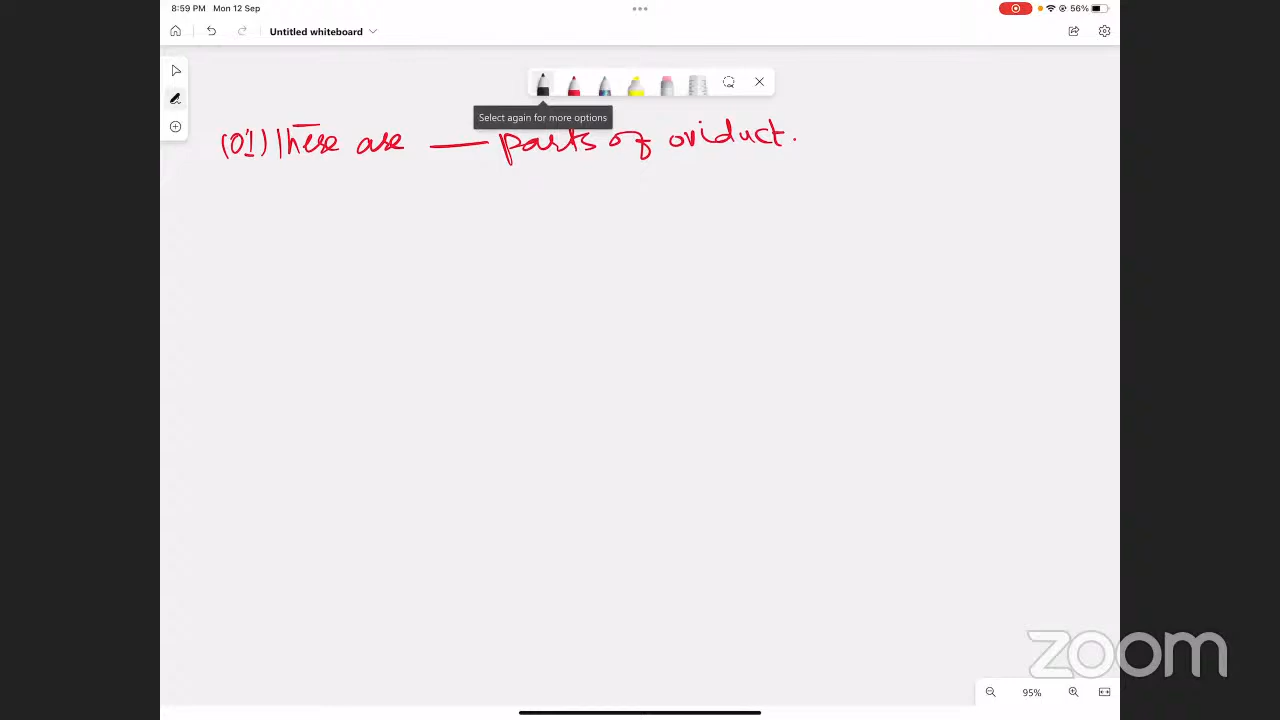 8:59 PM Mon 12 Sep
56%
Untitled whiteboard
Select again for more options
(01) There are — parts of oviduct.
zoom
95%